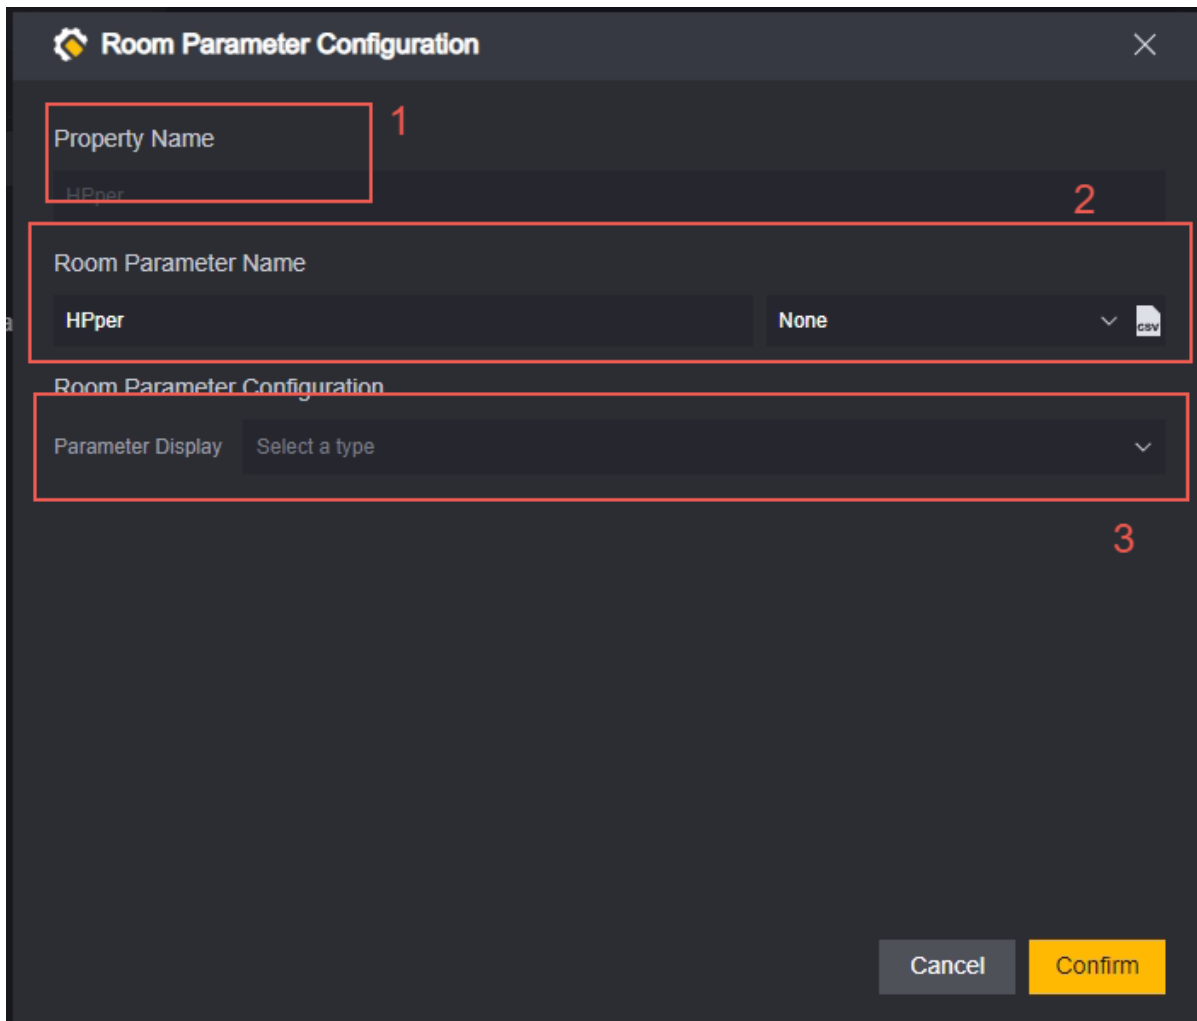 Room Parameter Configuration
Property Name
1
HPper
2
Room Parameter Name
HPper
None
csv
Room Parameter Configuration
Parameter Display
Select a type
3
Cancel
Confirm